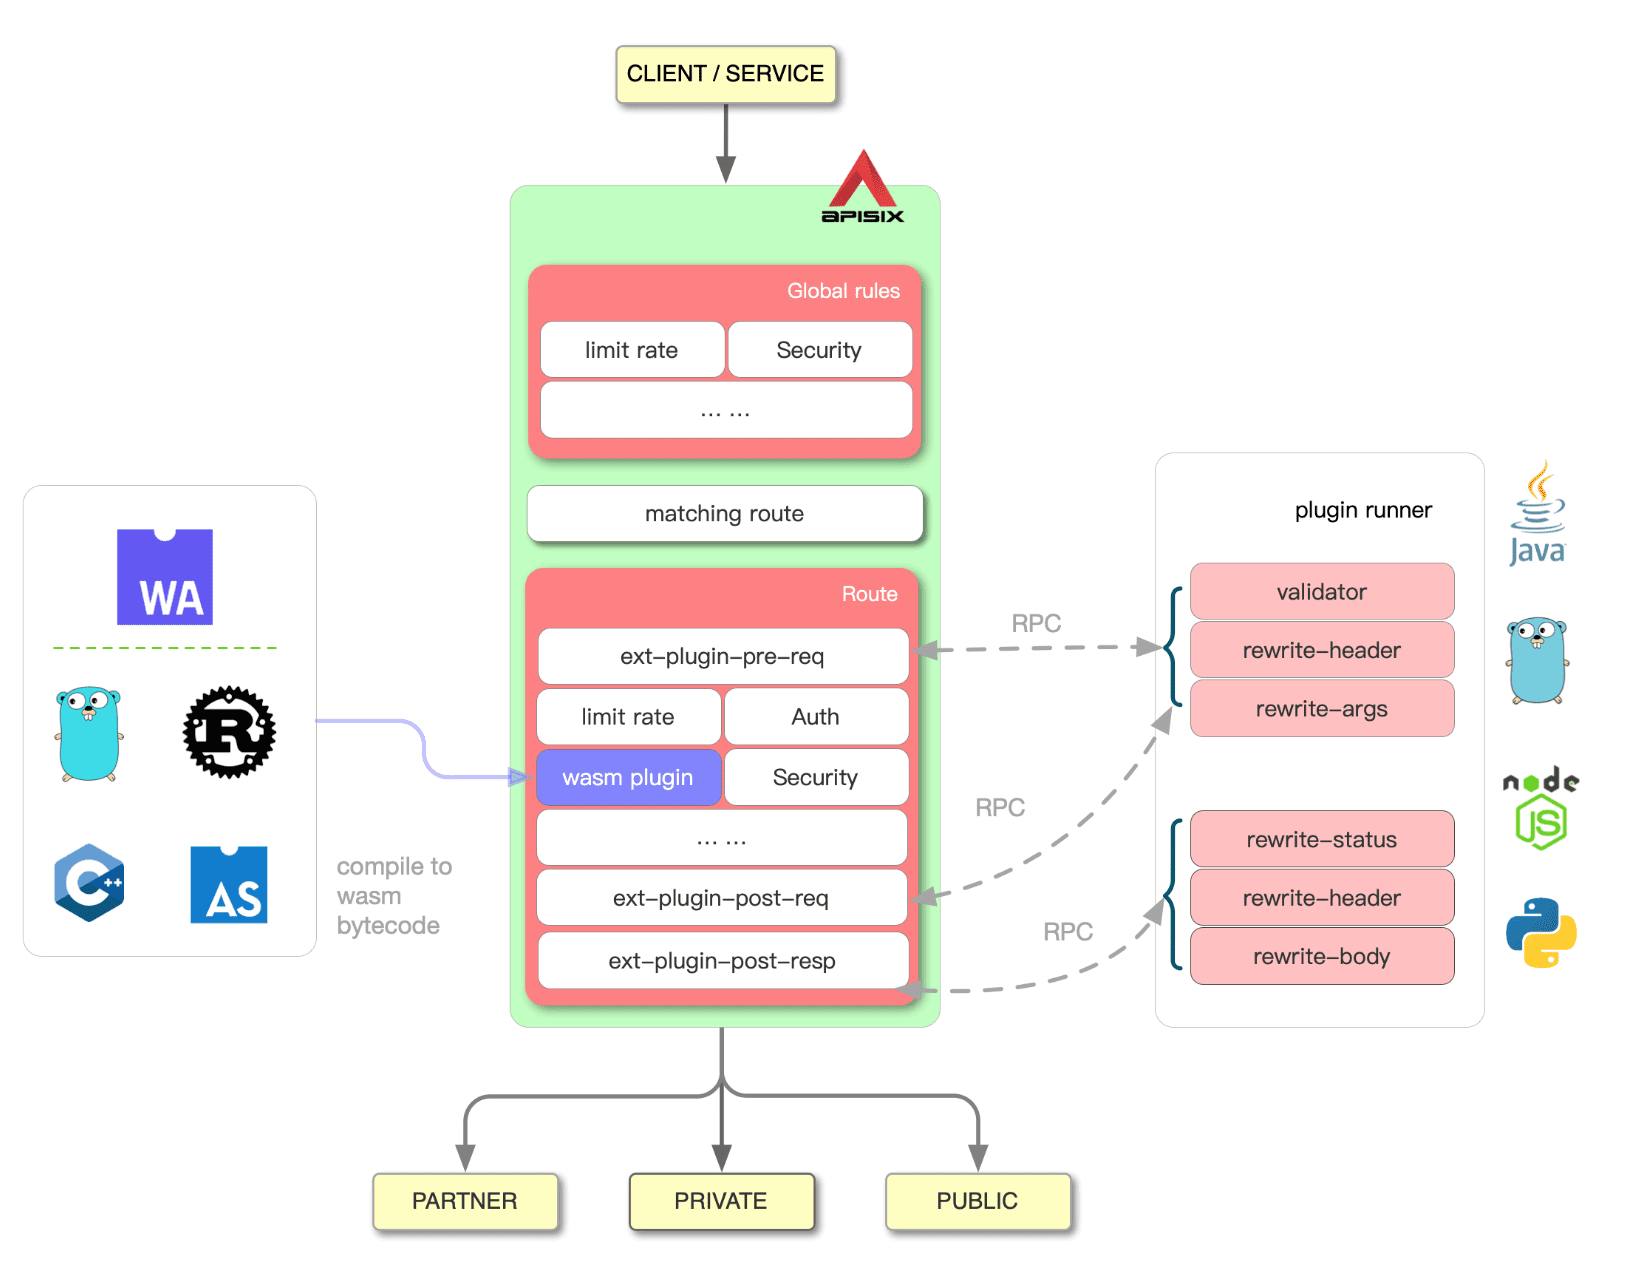 CLIENT / SERVICE
APISIX
Global rules
limit rate
Security
... ...
matching route
Route
ext-plugin-pre-req
limit rate
Auth
wasm plugin
Security
... ...
ext-plugin-post-req
ext-plugin-post-resp
WA
R
C++
AS
compile to
wasm
bytecode
RPC
RPC
RPC
plugin runner
validator
rewrite-header
rewrite-args
rewrite-status
rewrite-header
rewrite-body
Java
node
JS
PARTNER
PRIVATE
PUBLIC